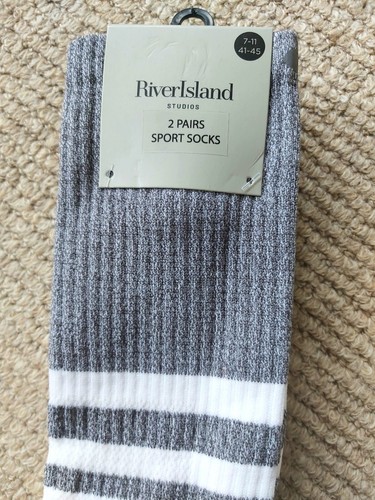 7-11
41-45
RiverIsland
STUDIOS
2 PAIRS
SPORT SOCKS